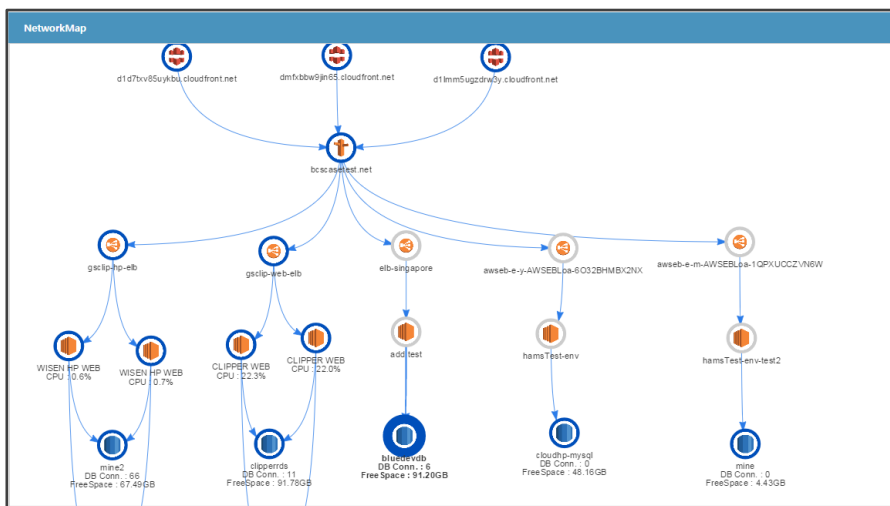 NetworkMap
d1d7txv85uykbu.cloudfront.net
dmfxbbw9jin65.cloudfront.net
d1lmm5ugzdrw3y.cloudfront.net
bcscasetest.net
gsclip-hp-elb
gsclip-web-elb
elb-singapore
awseb-e-y-AWSEBLoa-6O32BHMBX2NX
awseb-e-m-AWSEBLoa-1QPXUCCZVN6W
WISEN HP WEB
CPU : 0.6%
WISEN HP WEB
CPU : 0.7%
CLIPPER WEB
CPU : 22.3%
CLIPPER WEB
CPU : 22.0%
add test
hamsTest-env
hamsTest-env-test2
mine2
DB Conn. : 66
FreeSpace : 67.49GB
clipperrds
DB Conn. : 11
FreeSpace : 91.78GB
bluedevdb
DB Conn. : 6
FreeSpace : 91.20GB
cloudhp-mysql
DB Conn. : 0
FreeSpace : 48.16GB
mine
DB Conn. : 0
FreeSpace : 4.43GB